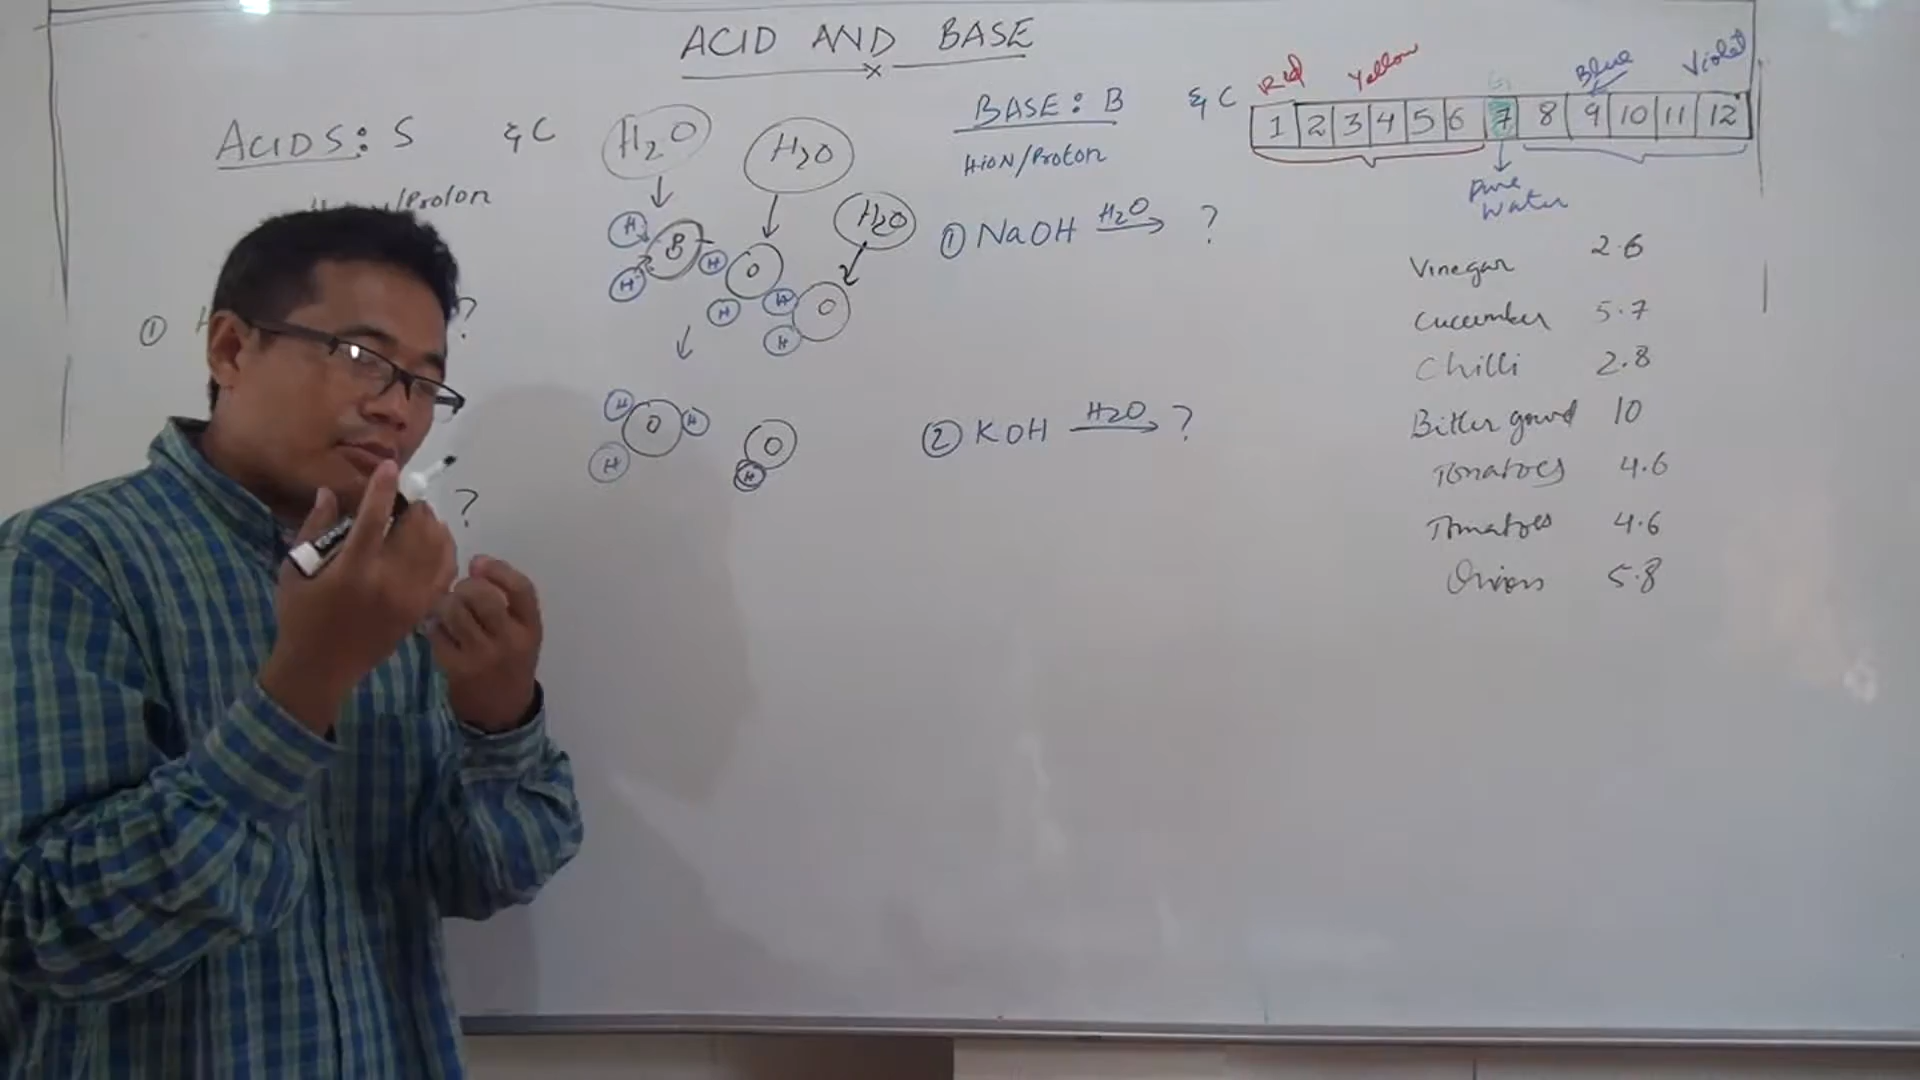 ACID AND BASE
ACIDS: S & C
/Proton
①
?
?
H2O
H2O
H2O
H
H
B
H
O
H
H
O
H
H
O
H
H
O
H
BASE: B & C
H ion/Proton
① NaOH H2O ?
② KOH H2O ?
Red Yellow G Blue Violet
1 2 3 4 5 6 7 8 9 10 11 12
Pure
Water
Vinegar 2.6
Cucumber 5.7
Chilli 2.8
Bitter gourd 10
Tomatoes 4.6
Tomatoes 4.6
Onions 5.8